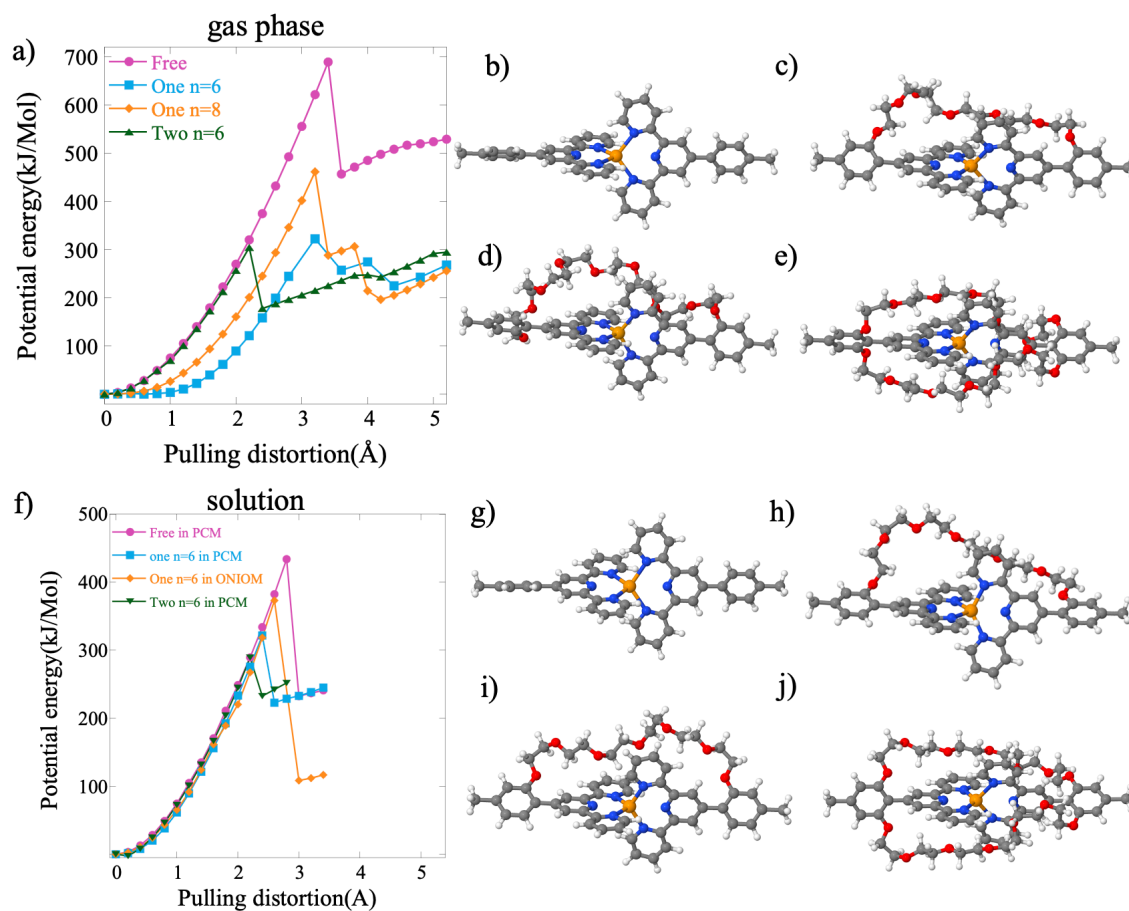 gas phase
a)
700
600
500
400
300
200
100
Free
One n=6
One n=8
Two n=6
Potential energy(kJ/Mol)
0 1 2 3 4 5
Pulling distortion(Å)
b)
c)
d)
e)
solution
f)
500
400
300
200
100
Free in PCM
one n=6 in PCM
One n=6 in ONIOM
Two n=6 in PCM
Potential energy(kJ/Mol)
0 1 2 3 4 5
Pulling distortion(A)
g)
h)
i)
j)